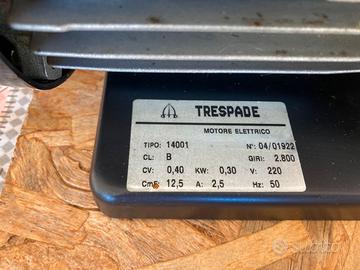 TRESPADE
MOTORE ELETTRICO
TIPO: 14001 N°: 04/01922
CL: B GIRI: 2.800
CV: 0,40 KW: 0,30 V: 220
CmF: 12,5 A: 2,5 Hz: 50
subito